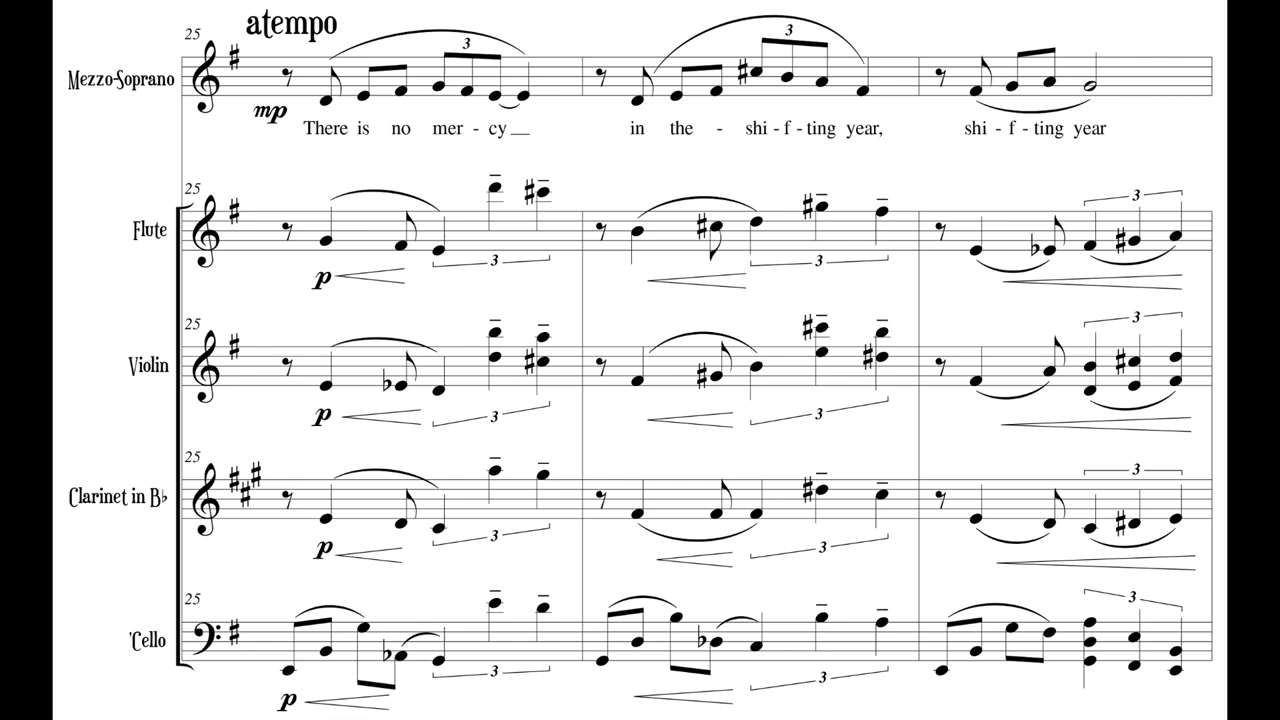 atempo
25
Mezzo-Soprano
3
3
mp
There is no mer - cy __ in the - shi - f - ting year, shi - f - ting year
25
Flute
3
p
3
3
25
Violin
3
p
3
3
25
Clarinet in B♭
3
p
3
3
25
'Cello
3
p
3
3